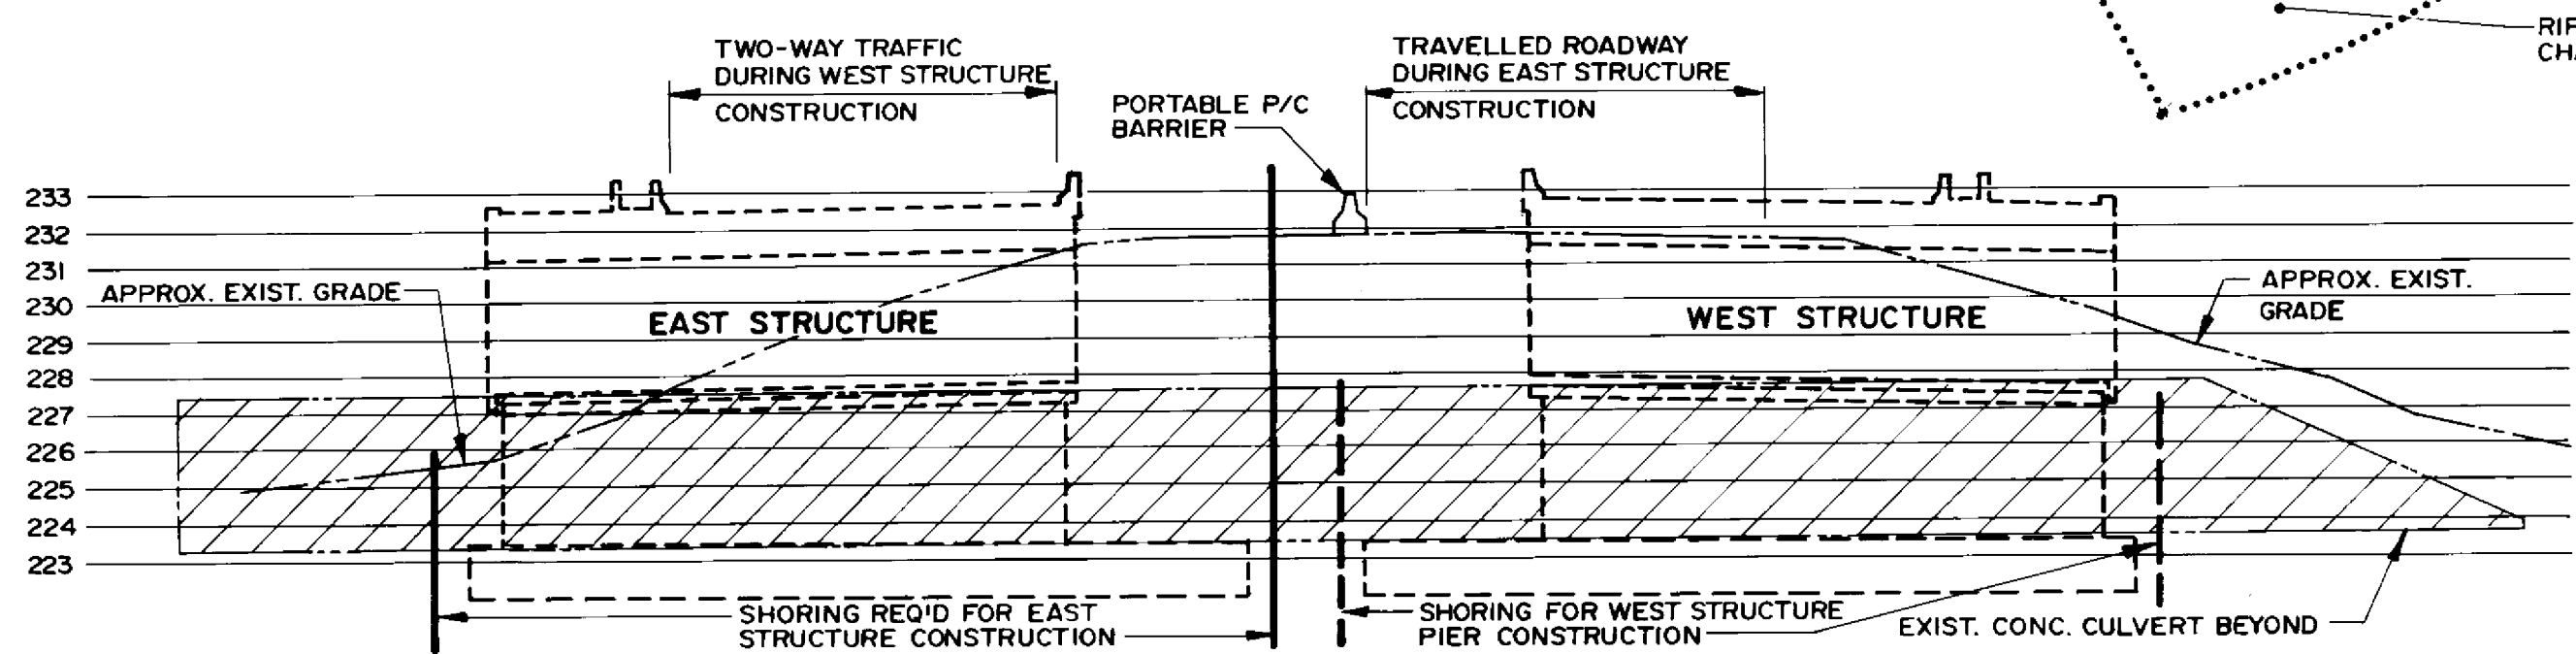 TWO-WAY TRAFFIC
DURING WEST STRUCTURE
CONSTRUCTION
PORTABLE P/C
BARRIER
TRAVELLED ROADWAY
DURING EAST STRUCTURE
CONSTRUCTION
233
232
231
230
229
228
227
226
225
224
223
APPROX. EXIST. GRADE
EAST STRUCTURE
WEST STRUCTURE
APPROX. EXIST.
GRADE
SHORING REQ'D FOR EAST
STRUCTURE CONSTRUCTION
SHORING FOR WEST STRUCTURE
PIER CONSTRUCTION
EXIST. CONC. CULVERT BEYOND